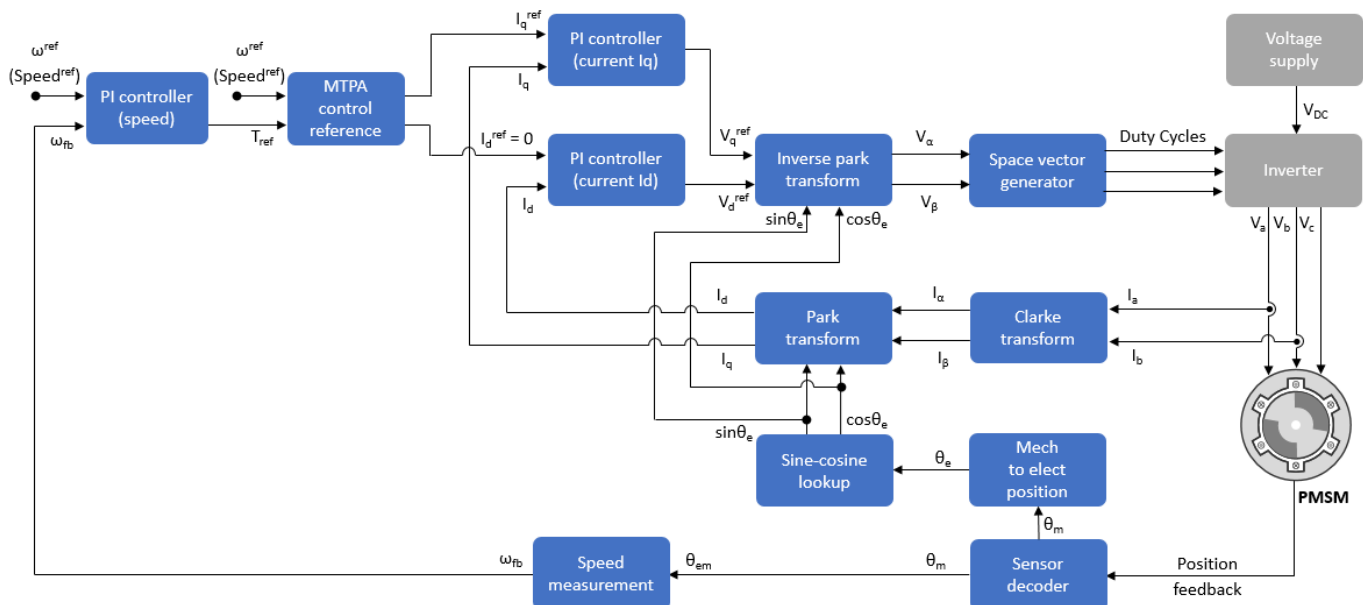 ω^ref
(Speed^ref)
ω_fb
PI controller
(speed)
T_ref
ω^ref
(Speed^ref)
MTPA
control
reference
I_q^ref
I_q
I_d^ref = 0
I_d
PI controller
(current Iq)
PI controller
(current Id)
V_q^ref
V_d^ref
Inverse park
transform
sinθ_e
cosθ_e
V_α
V_β
Space vector
generator
Duty Cycles
Voltage
supply
V_DC
Inverter
V_a V_b V_c
I_d
I_q
Park
transform
I_α
I_β
Clarke
transform
I_a
I_b
sinθ_e
cosθ_e
Sine-cosine
lookup
θ_e
Mech
to elect
position
PMSM
θ_m
ω_fb
Speed
measurement
θ_em
θ_m
Sensor
decoder
Position
feedback